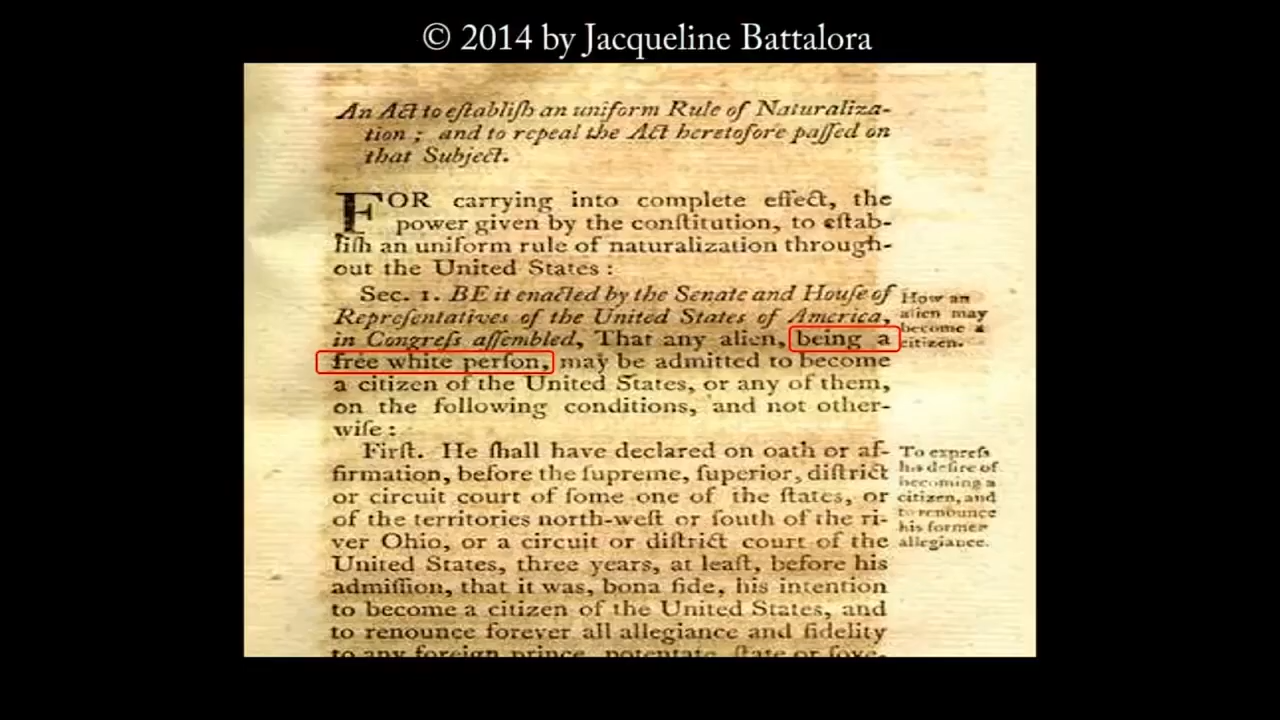 © 2014 by Jacqueline Battalora
An Act to eſtabliſh an uniform Rule of Naturaliza-
tion ; and to repeal the Act heretofore paſſed on
that Subject.
FOR carrying into complete effect, the
power given by the conſtitution, to eſtab-
liſh an uniform rule of naturalization through-
out the United States :
Sec. 1. BE it enacted by the Senate and Houſe of
Repreſentatives of the United States of America,
in Congreſs aſſembled, That any alien, being a
free white perſon, may be admitted to become
a citizen of the United States, or any of them,
on the following conditions, and not other-
wiſe :
How an
alien may
become a
citizen.
Firſt. He ſhall have declared on oath or af-
firmation, before the ſupreme, ſuperior, diſtrict
or circuit court of ſome one of the ſtates, or
of the territories north-weſt or ſouth of the ri-
ver Ohio, or a circuit or diſtrict court of the
United States, three years, at leaſt, before his
admiſſion, that it was, bona fide, his intention
to become a citizen of the United States, and
to renounce forever all allegiance and fidelity
to any foreign prince, potentate, ſtate or ſove-
To expreſs
his deſire of
becoming a
citizen, and
to renounce
his former
allegiance.